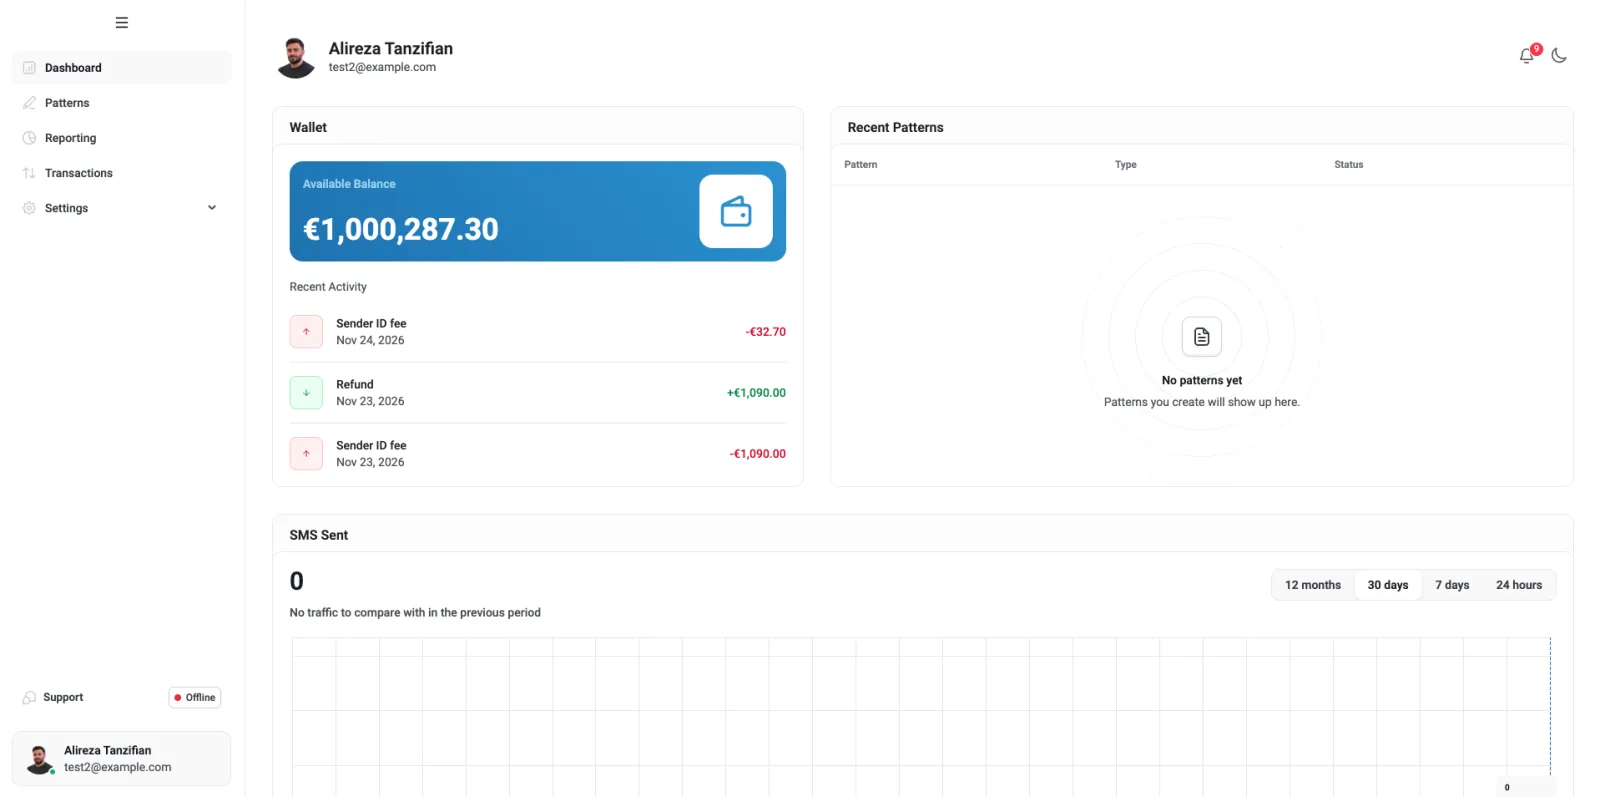 Dashboard
Patterns
Reporting
Transactions
Settings
Support
Offline
Alireza Tanzifian
test2@example.com
Alireza Tanzifian
test2@example.com
9
Wallet
Available Balance
€1,000,287.30
Recent Activity
Sender ID fee
Nov 24, 2026
-€32.70
Refund
Nov 23, 2026
+€1,090.00
Sender ID fee
Nov 23, 2026
-€1,090.00
Recent Patterns
Pattern Type Status
No patterns yet
Patterns you create will show up here.
SMS Sent
0
No traffic to compare with in the previous period
12 months 30 days 7 days 24 hours
0